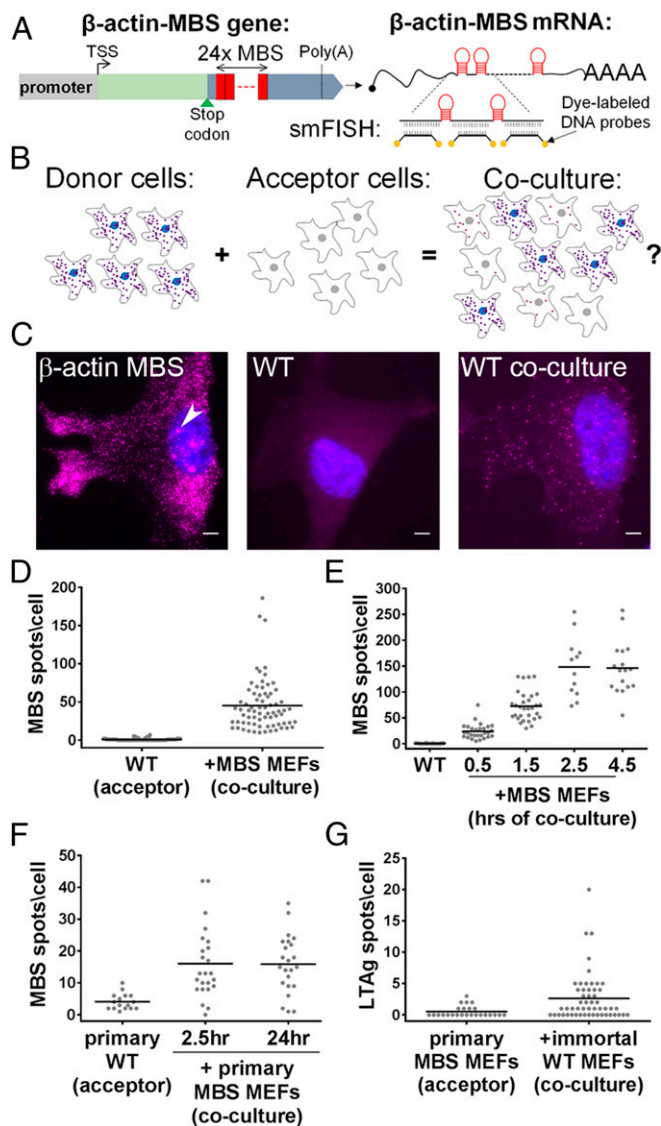 A
β-actin-MBS gene:
β-actin-MBS mRNA:
TSS
24x MBS
Poly(A)
promoter
AAAA
Stop
codon
smFISH:
Dye-labeled
DNA probes
B
Donor cells:
Acceptor cells:
Co-culture:
+
=
?
C
β-actin MBS
WT
WT co-culture
D
MBS spots\cell
200
150
100
50
0
WT
(acceptor)
+MBS MEFs
(co-culture)
E
MBS spots\cell
300
250
200
150
100
50
0
WT
0.5
1.5
2.5
4.5
+MBS MEFs
(hrs of co-culture)
F
MBS spots\cell
50
40
30
20
10
0
primary
WT
(acceptor)
2.5hr
24hr
+ primary
MBS MEFs
(co-culture)
G
LTAg spots\cell
25
20
15
10
5
0
primary
MBS MEFs
(acceptor)
+immortal
WT MEFs
(co-culture)